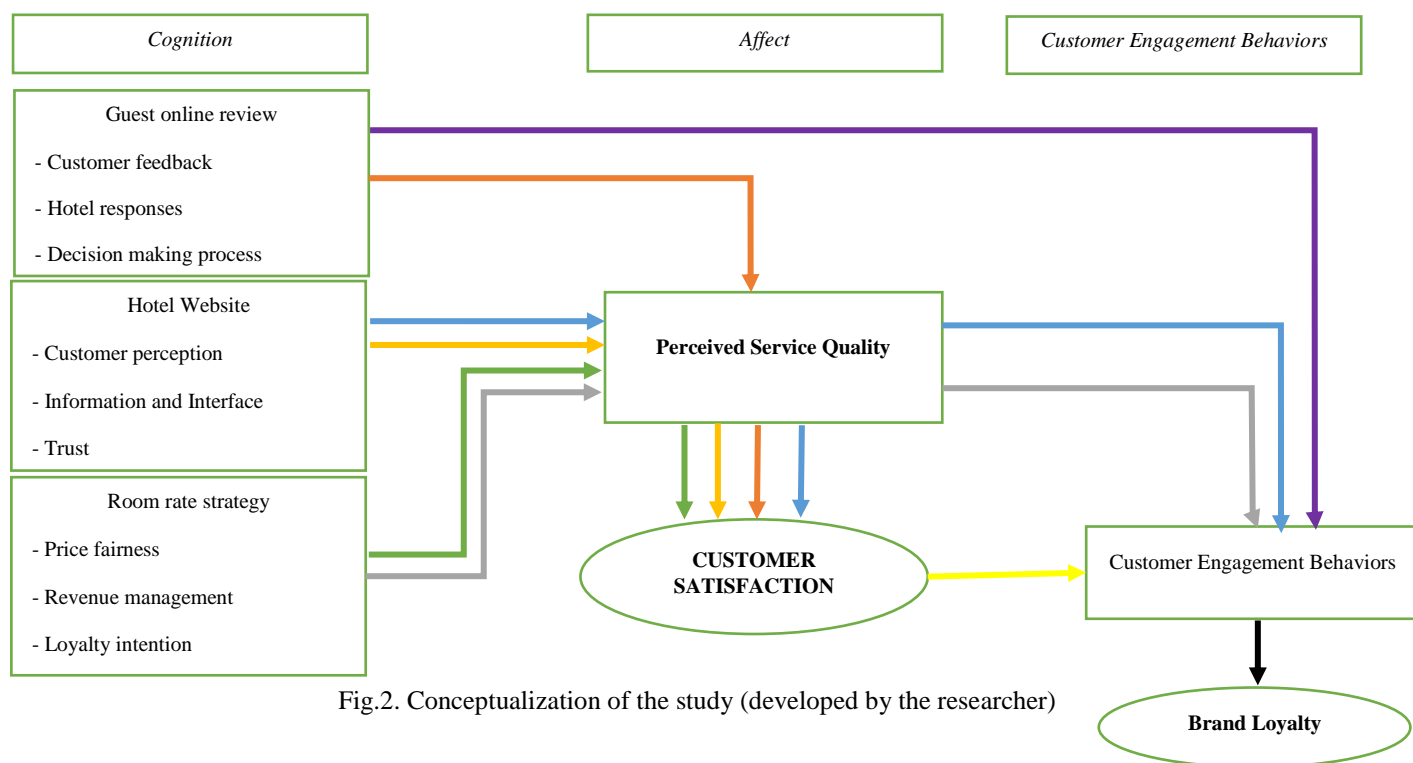 Cognition
Affect
Customer Engagement Behaviors
Guest online review
- Customer feedback
- Hotel responses
- Decision making process
Hotel Website
- Customer perception
- Information and Interface
- Trust
Room rate strategy
- Price fairness
- Revenue management
- Loyalty intention
Perceived Service Quality
CUSTOMER
SATISFACTION
Customer Engagement Behaviors
Brand Loyalty
Fig.2. Conceptualization of the study (developed by the researcher)